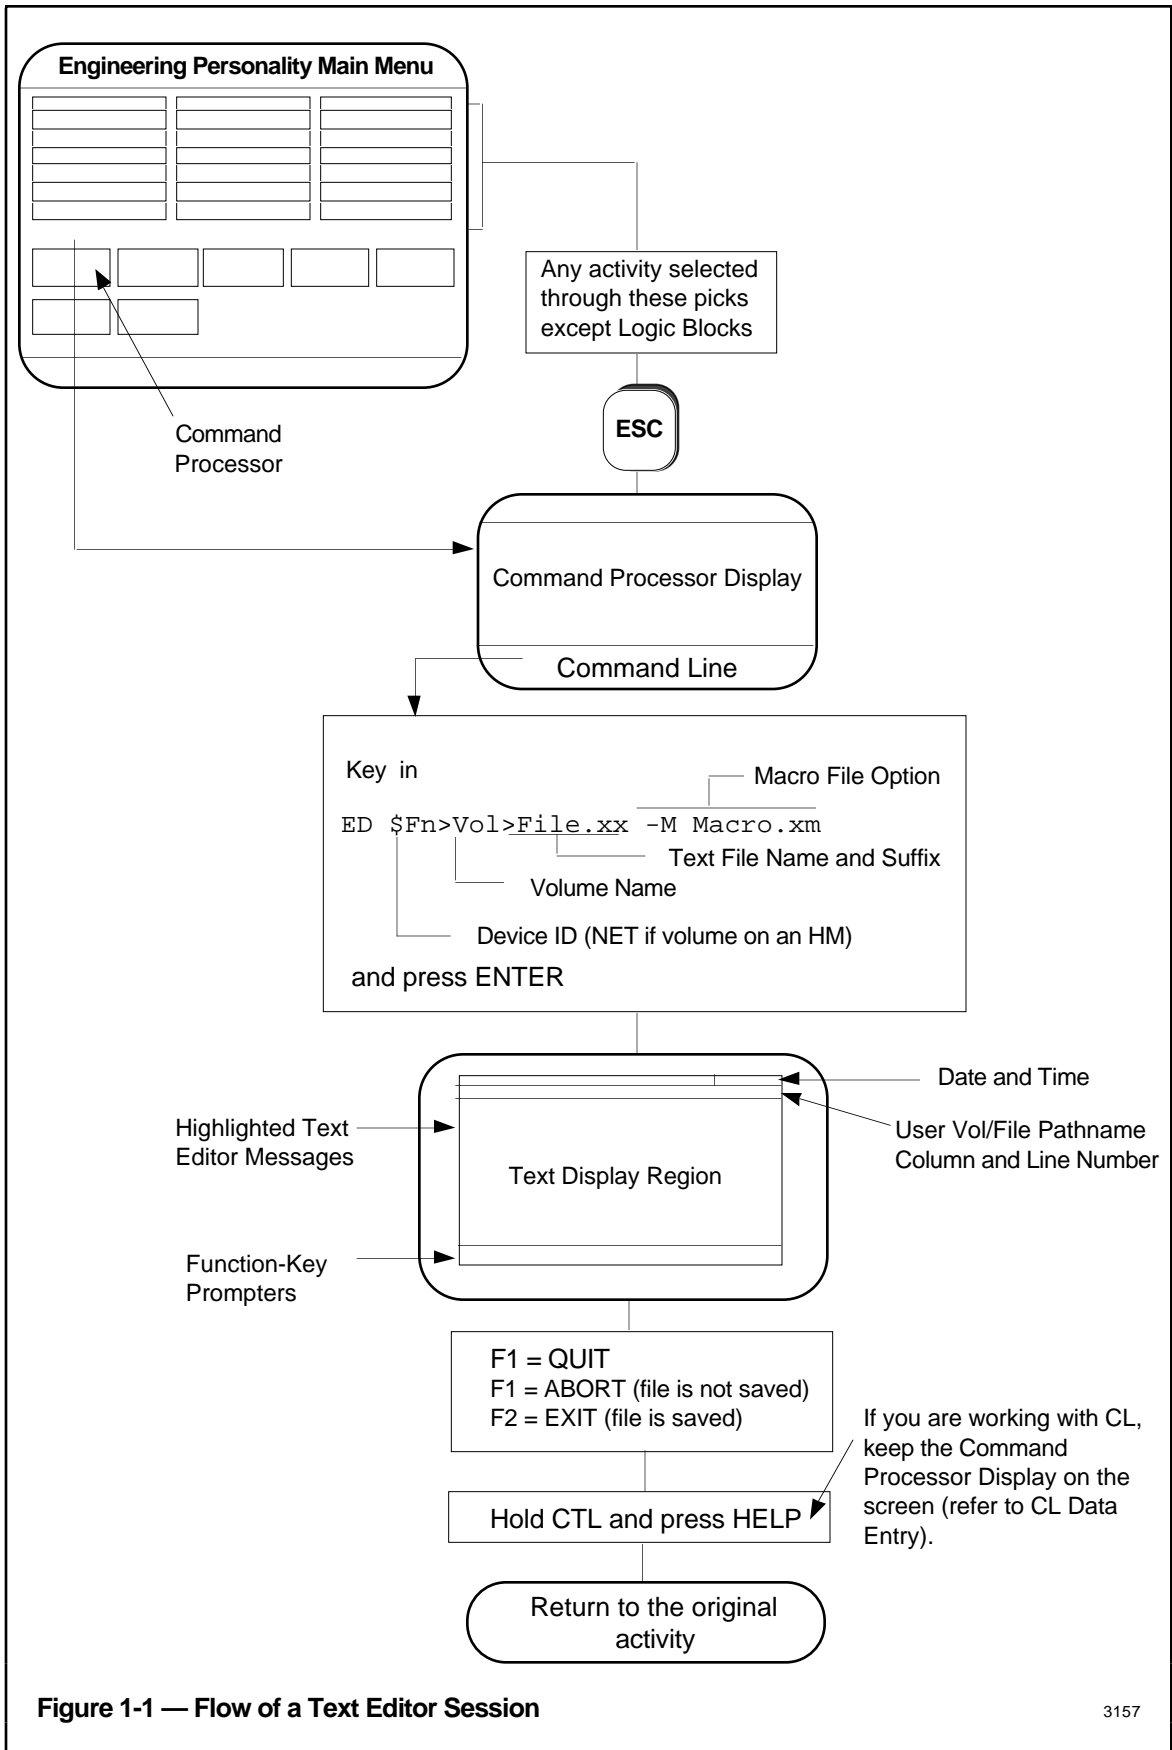 Engineering Personality Main Menu
Any activity selected
through these picks
except Logic Blocks
ESC
Command
Processor
Command Processor Display
Command Line
Key in
Macro File Option
ED $Fn>Vol>File.xx -M Macro.xm
Text File Name and Suffix
Volume Name
Device ID (NET if volume on an HM)
and press ENTER
Date and Time
Highlighted Text
Editor Messages
User Vol/File Pathname
Column and Line Number
Text Display Region
Function-Key
Prompters
F1 = QUIT
F1 = ABORT (file is not saved)
F2 = EXIT (file is saved)
If you are working with CL,
keep the Command
Processor Display on the
screen (refer to CL Data
Entry).
Hold CTL and press HELP
Return to the original
activity
Figure 1-1 — Flow of a Text Editor Session
3157